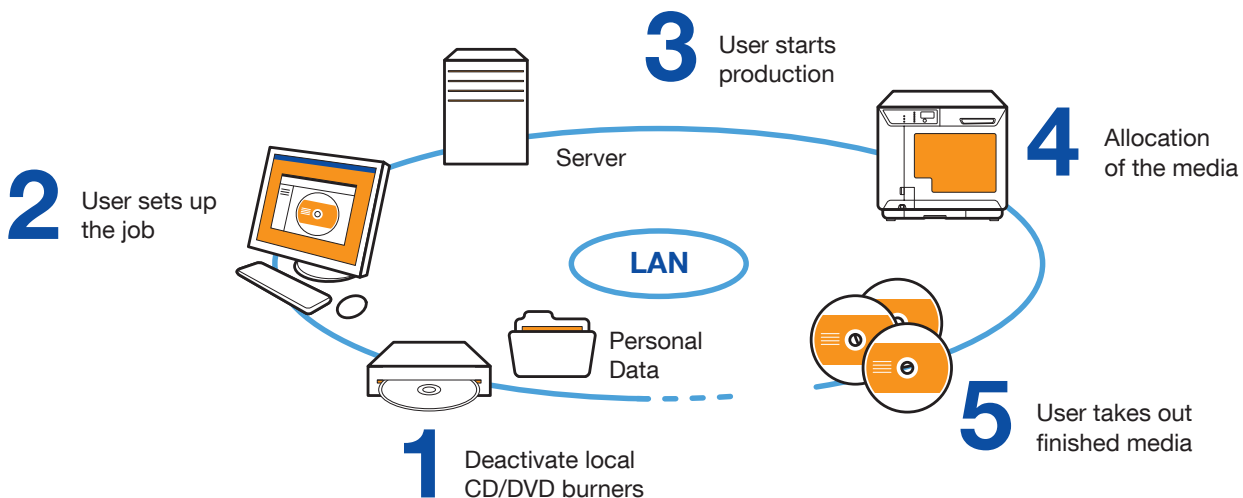 3
User starts
production
4
Allocation
of the media
Server
2
User sets up
the job
LAN
Personal
Data
5
User takes out
finished media
1
Deactivate local
CD/DVD burners